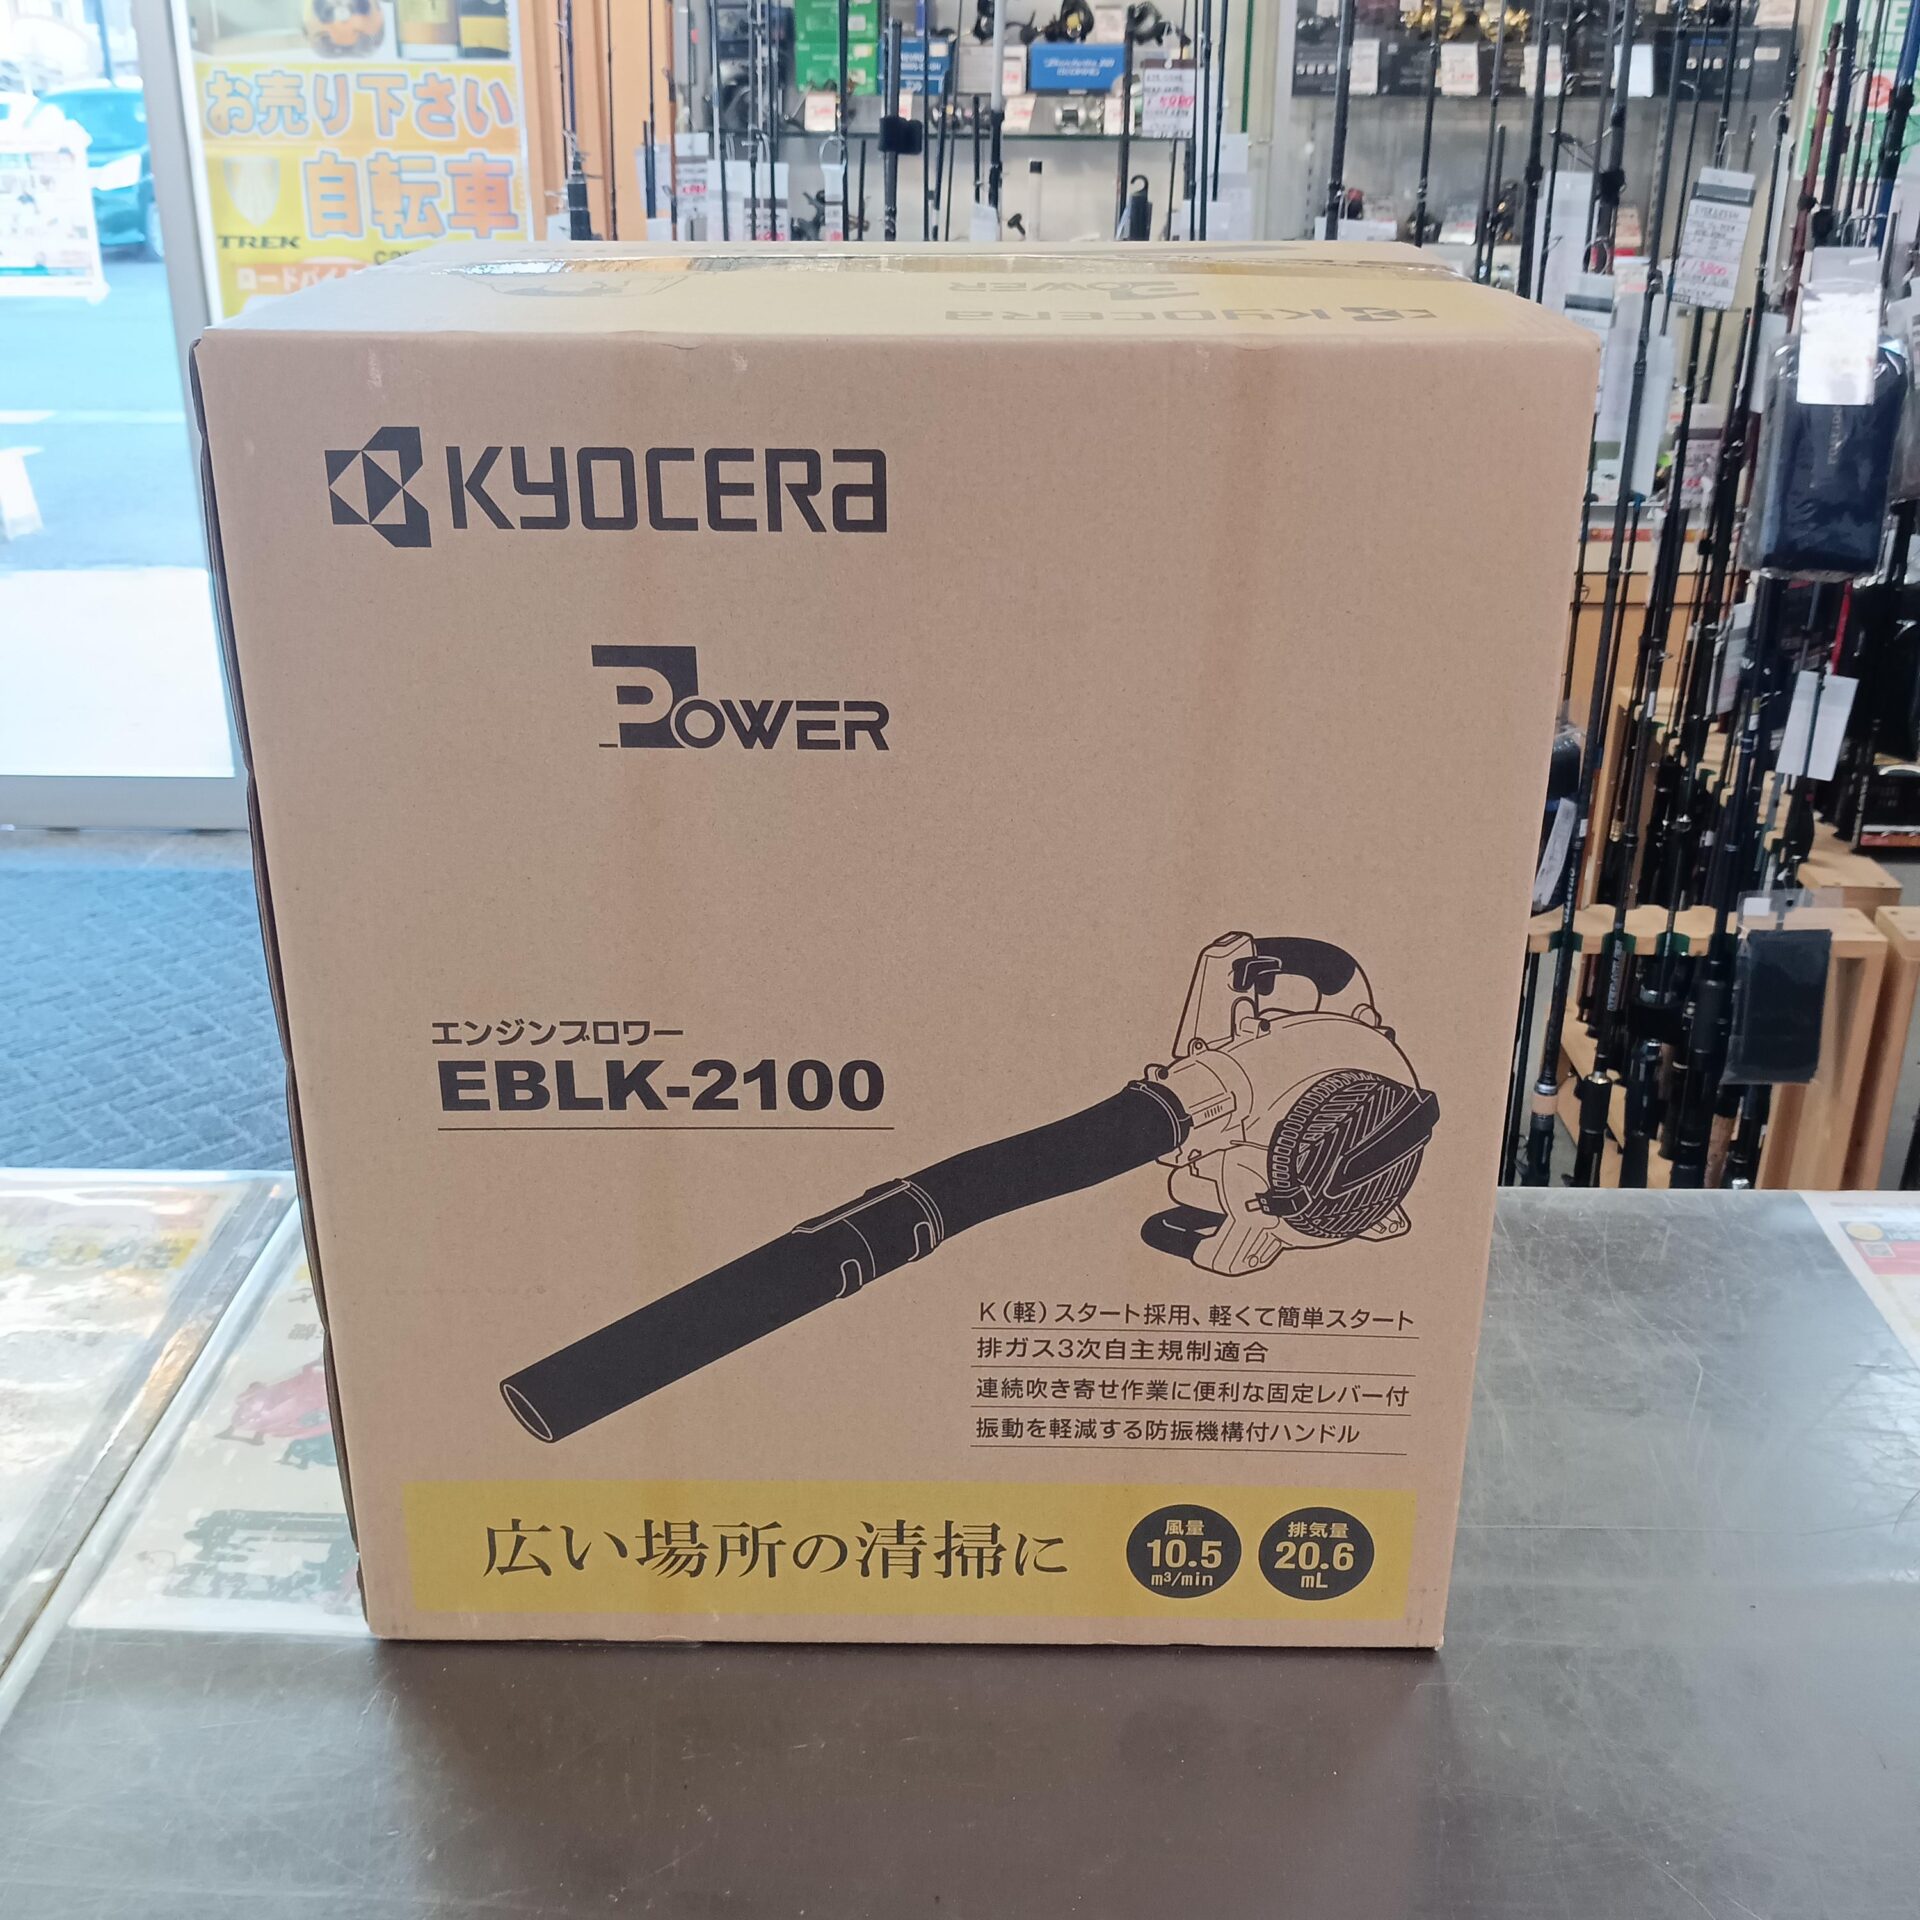 お売り下さい
自転車
TREK
ロードバイ
POWER
KYOCERA
KYOCERA
POWER
エンジンブロワー
EBLK-2100
K（軽）スタート採用、軽くて簡単スタート
排ガス3次自主規制適合
連続吹き寄せ作業に便利な固定レバー付
振動を軽減する防振機構付ハンドル
広い場所の清掃に
風量
10.5
m³/min
排気量
20.6
mL